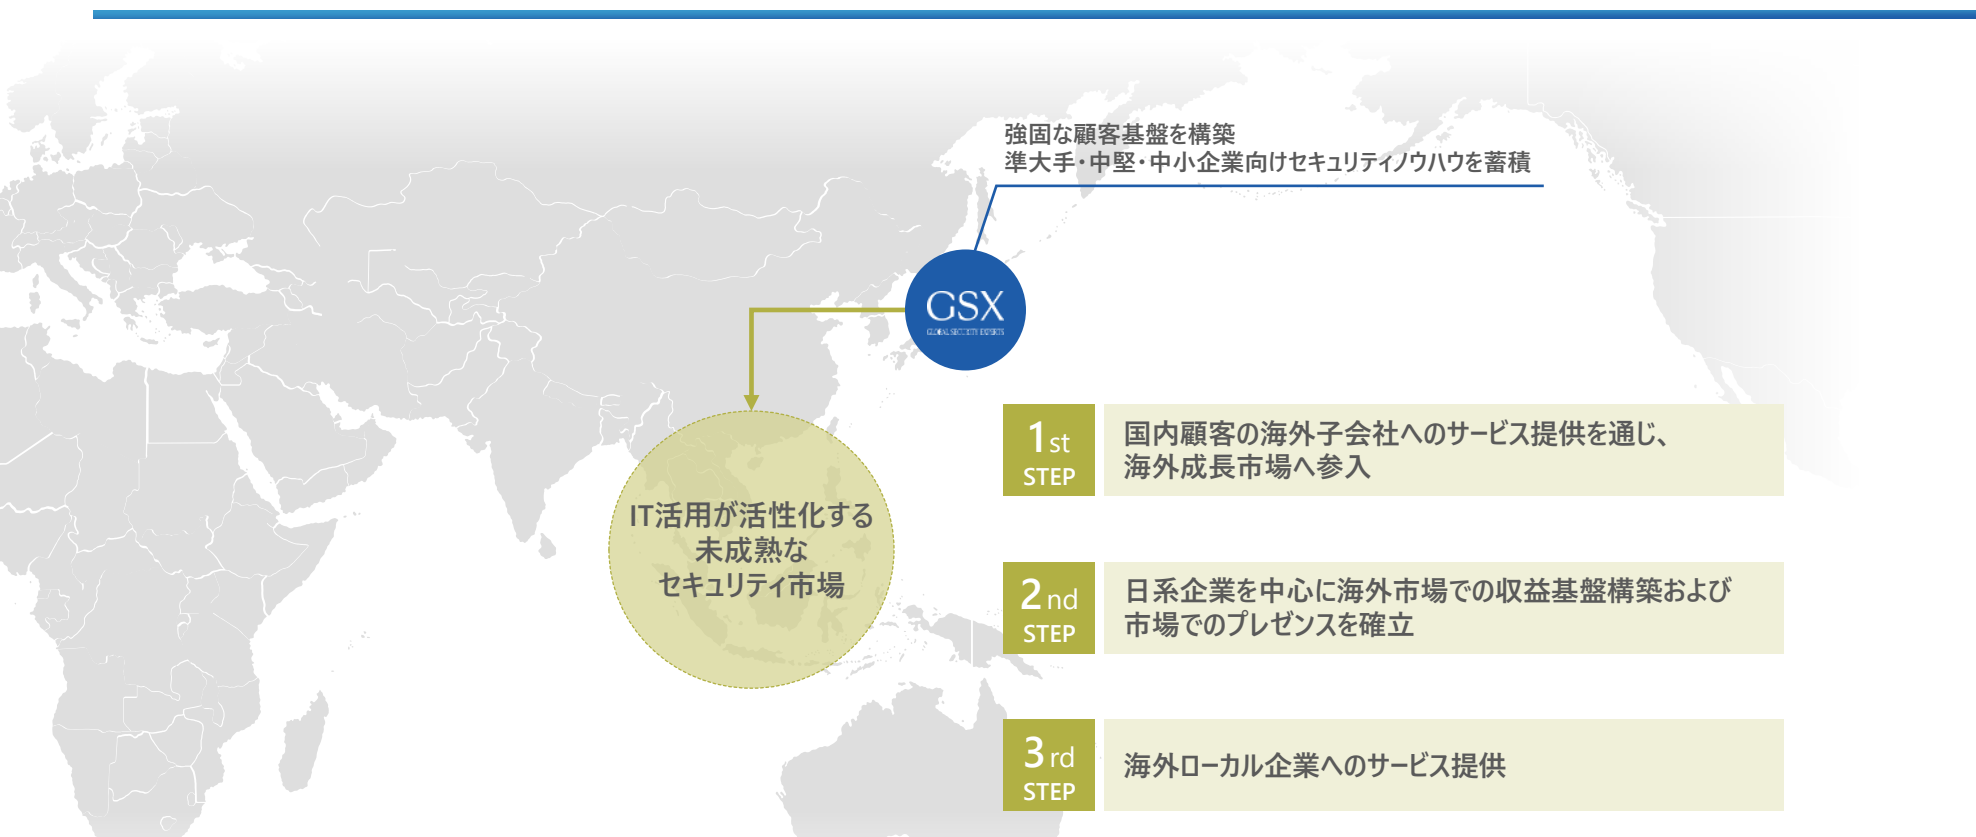 強固な顧客基盤を構築
準大手・中堅・中小企業向けセキュリティノウハウを蓄積
GSX
GLOBAL SECURITY EXPERTS
IT活用が活性化する
未成熟な
セキュリティ市場
1st
STEP
国内顧客の海外子会社へのサービス提供を通じ、
海外成長市場へ参入
2nd
STEP
日系企業を中心に海外市場での収益基盤構築および
市場でのプレゼンスを確立
3rd
STEP
海外ローカル企業へのサービス提供